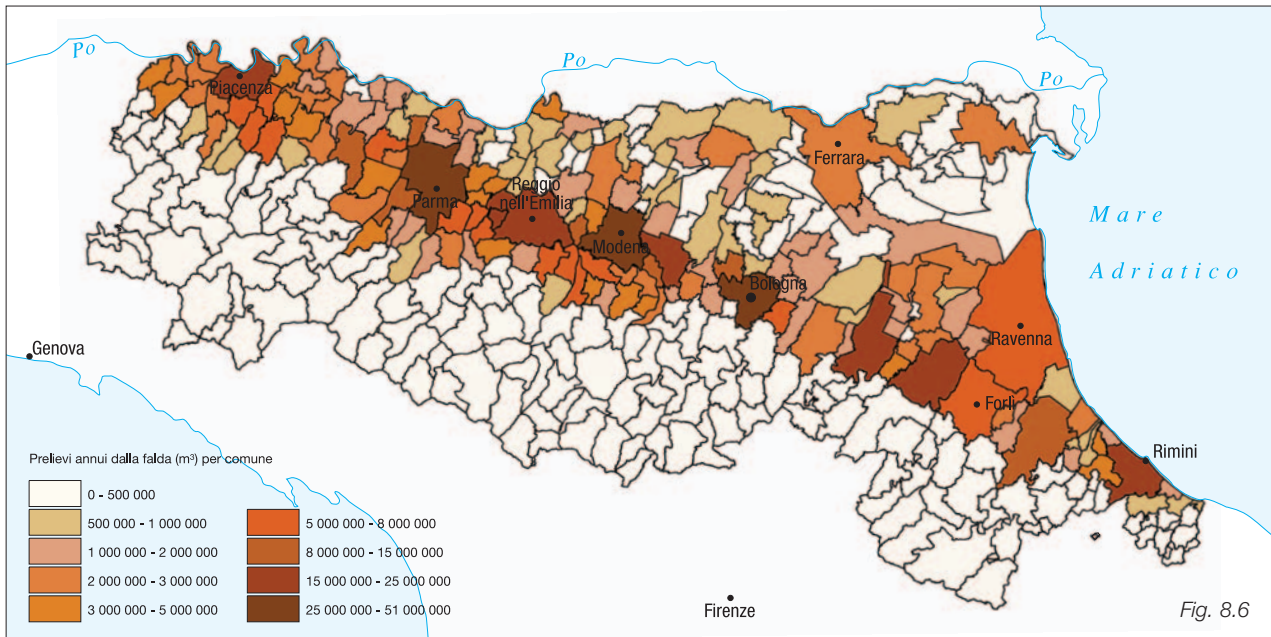 Po
Po
Po
Piacenza
Ferrara
Parma
Reggio
nell'Emilia
Modena
Bologna
Mare
Adriatico
Ravenna
Genova
Forlì
Rimini
Firenze
Prelievi annui dalla falda (m³) per comune
0 - 500 000
500 000 - 1 000 000
1 000 000 - 2 000 000
2 000 000 - 3 000 000
3 000 000 - 5 000 000
5 000 000 - 8 000 000
8 000 000 - 15 000 000
15 000 000 - 25 000 000
25 000 000 - 51 000 000
Fig. 8.6